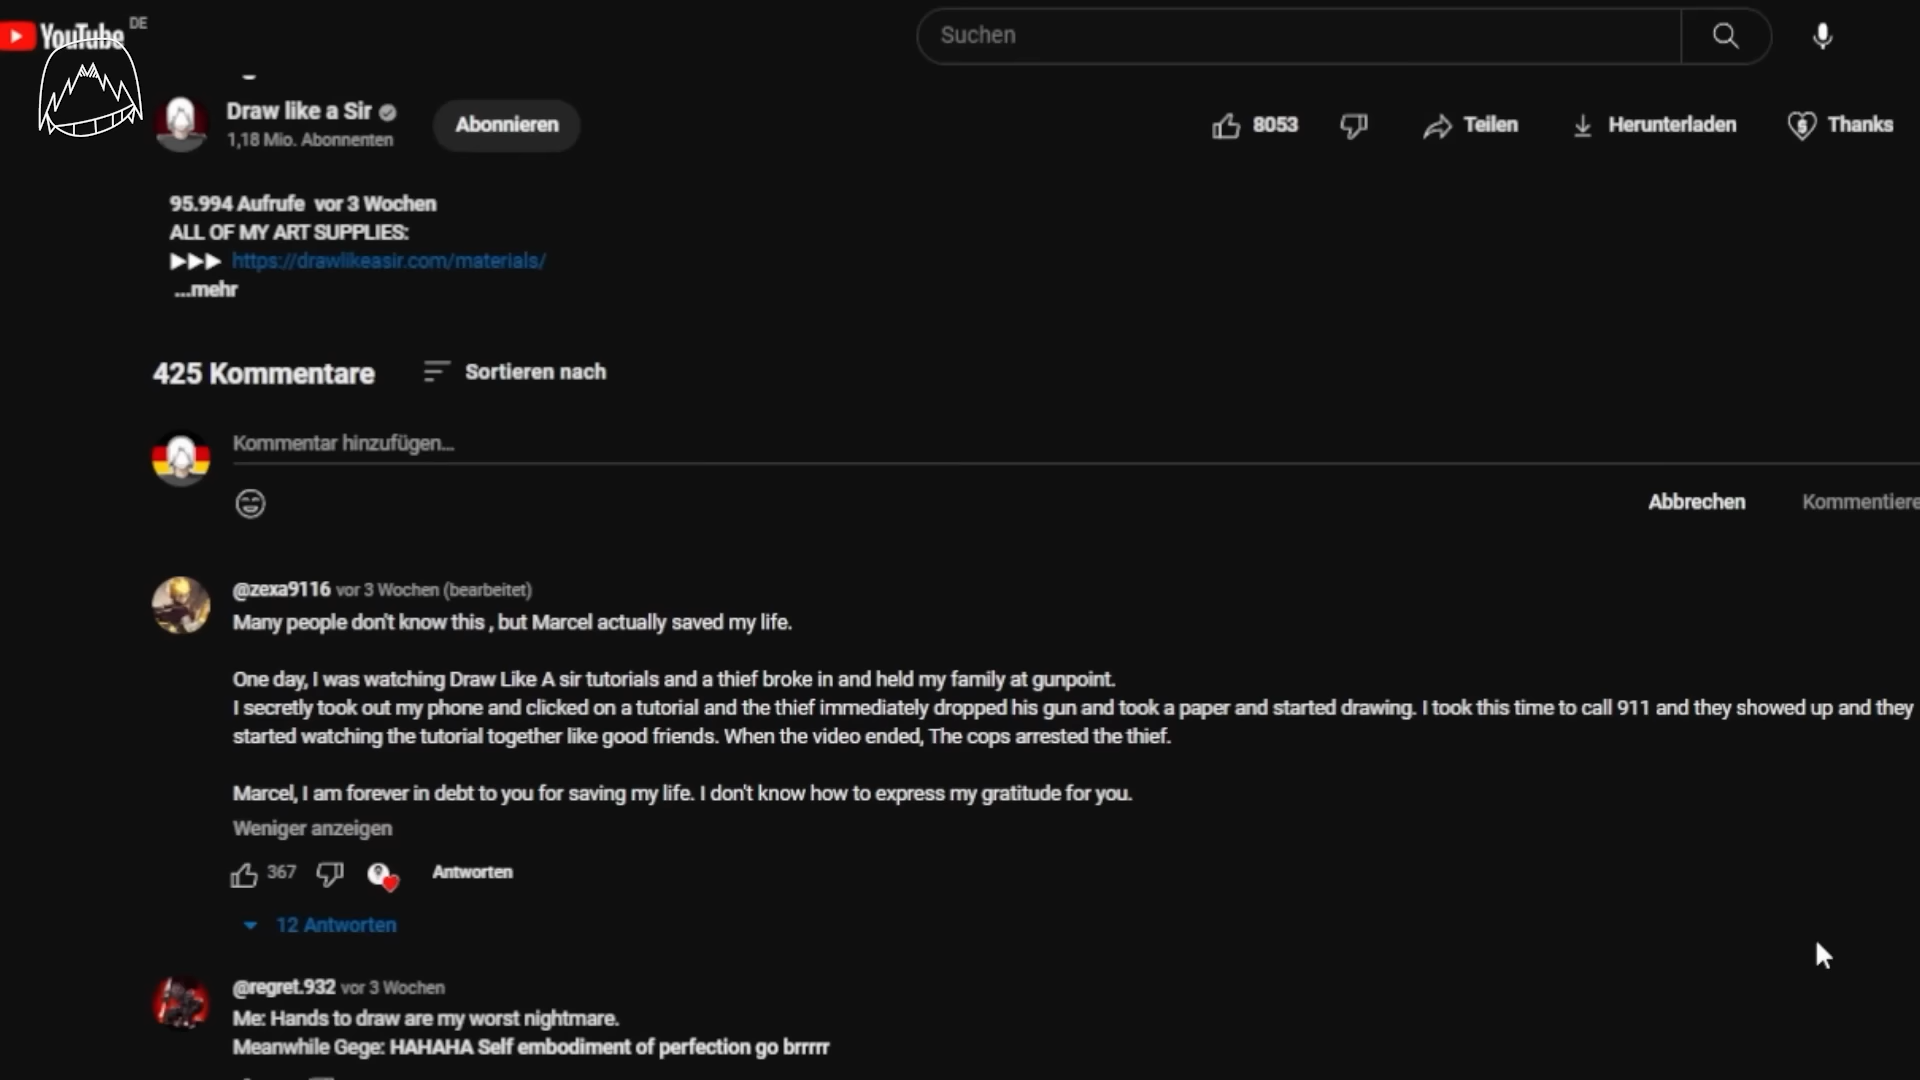 YouTube DE
Suchen
Draw like a Sir
1,18 Mio. Abonnenten
Abonnieren
8053
Teilen
Herunterladen
Thanks
95.994 Aufrufe vor 3 Wochen
ALL OF MY ART SUPPLIES:
▶▶▶ https://drawlikeasir.com/materials/
...mehr
425 Kommentare
Sortieren nach
Kommentar hinzufügen...
Abbrechen
Kommentiere
@zexa9116 vor 3 Wochen (bearbeitet)
Many people don't know this , but Marcel actually saved my life.
One day, I was watching Draw Like A sir tutorials and a thief broke in and held my family at gunpoint.
I secretly took out my phone and clicked on a tutorial and the thief immediately dropped his gun and took a paper and started drawing. I took this time to call 911 and they showed up and they
started watching the tutorial together like good friends. When the video ended, The cops arrested the thief.
Marcel, I am forever in debt to you for saving my life. I don't know how to express my gratitude for you.
Weniger anzeigen
367
Antworten
12 Antworten
@regret.932 vor 3 Wochen
Me: Hands to draw are my worst nightmare.
Meanwhile Gege: HAHAHA Self embodiment of perfection go brrrrr